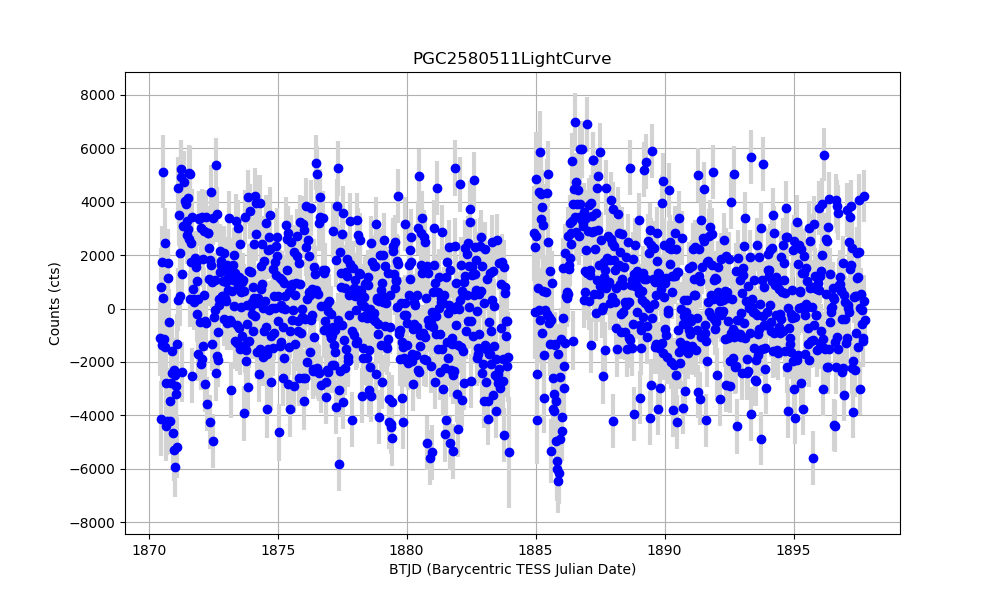 PGC2580511LightCurve
8000
6000
4000
2000
0
−2000
−4000
−6000
−8000
Counts (cts)
1870 1875 1880 1885 1890 1895
BTJD (Barycentric TESS Julian Date)